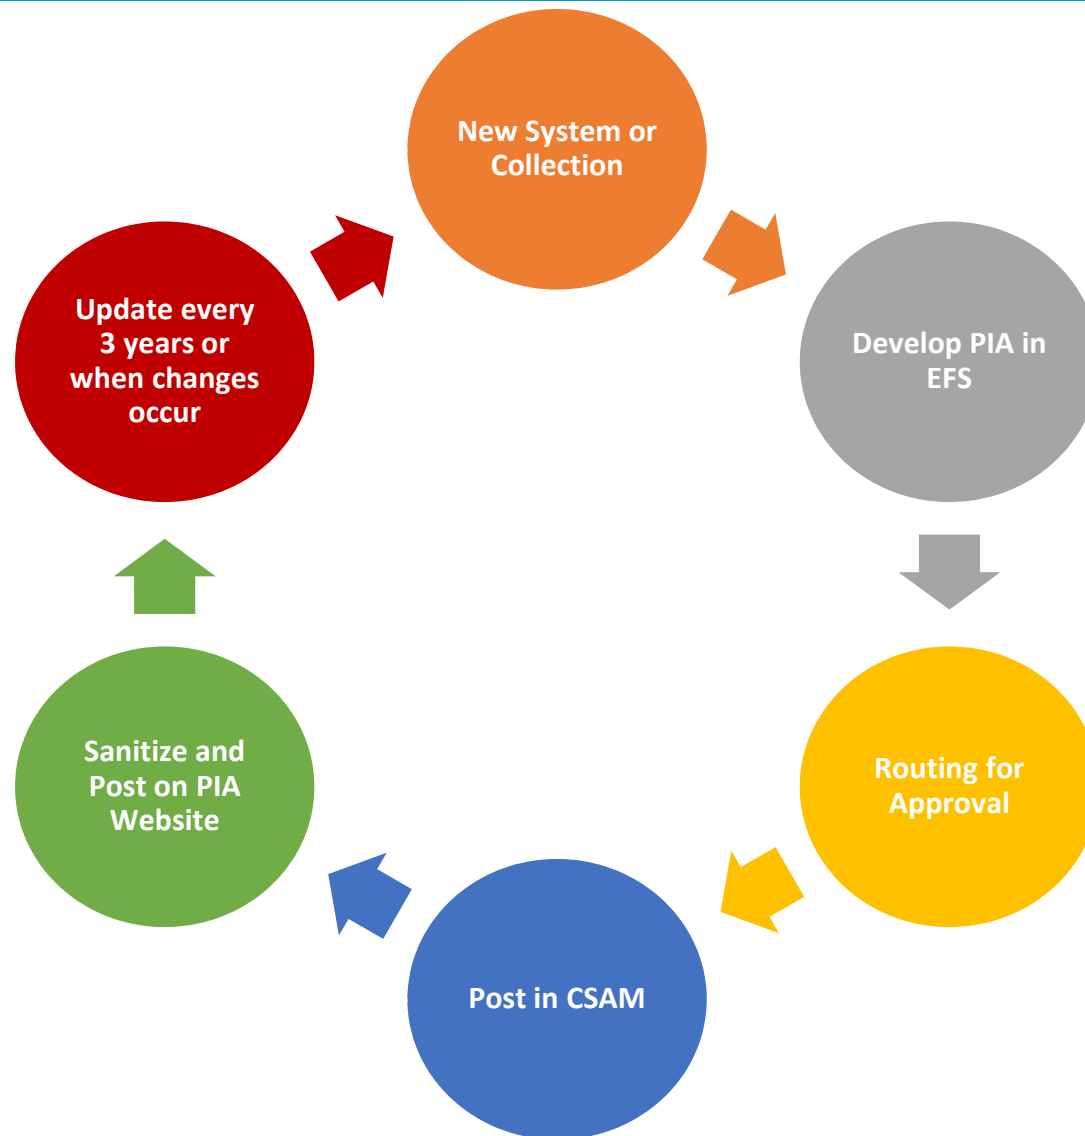 New System or
Collection
Develop PIA in
EFS
Routing for
Approval
Post in CSAM
Sanitize and
Post on PIA
Website
Update every
3 years or
when changes
occur